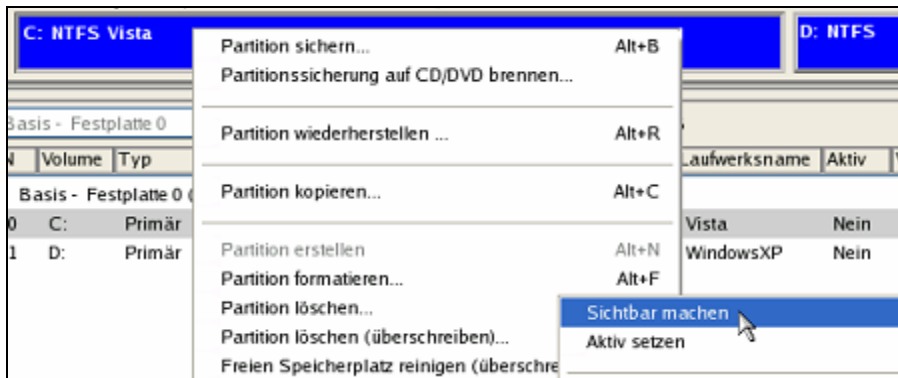 C: NTFS Vista
D: NTFS
Partition sichern... Alt+B
Partitionssicherung auf CD/DVD brennen...
Basis - Festplatte 0
Partition wiederherstellen ... Alt+R
Volume Typ Laufwerksname Aktiv
Basis - Festplatte 0 (
Partition kopieren... Alt+C
0 C: Primär Vista Nein
1 D: Primär WindowsXP Nein
Partition erstellen Alt+N
Partition formatieren... Alt+F
Partition löschen...
Sichtbar machen
Partition löschen (überschreiben)...
Aktiv setzen
Freien Speicherplatz reinigen (überschre